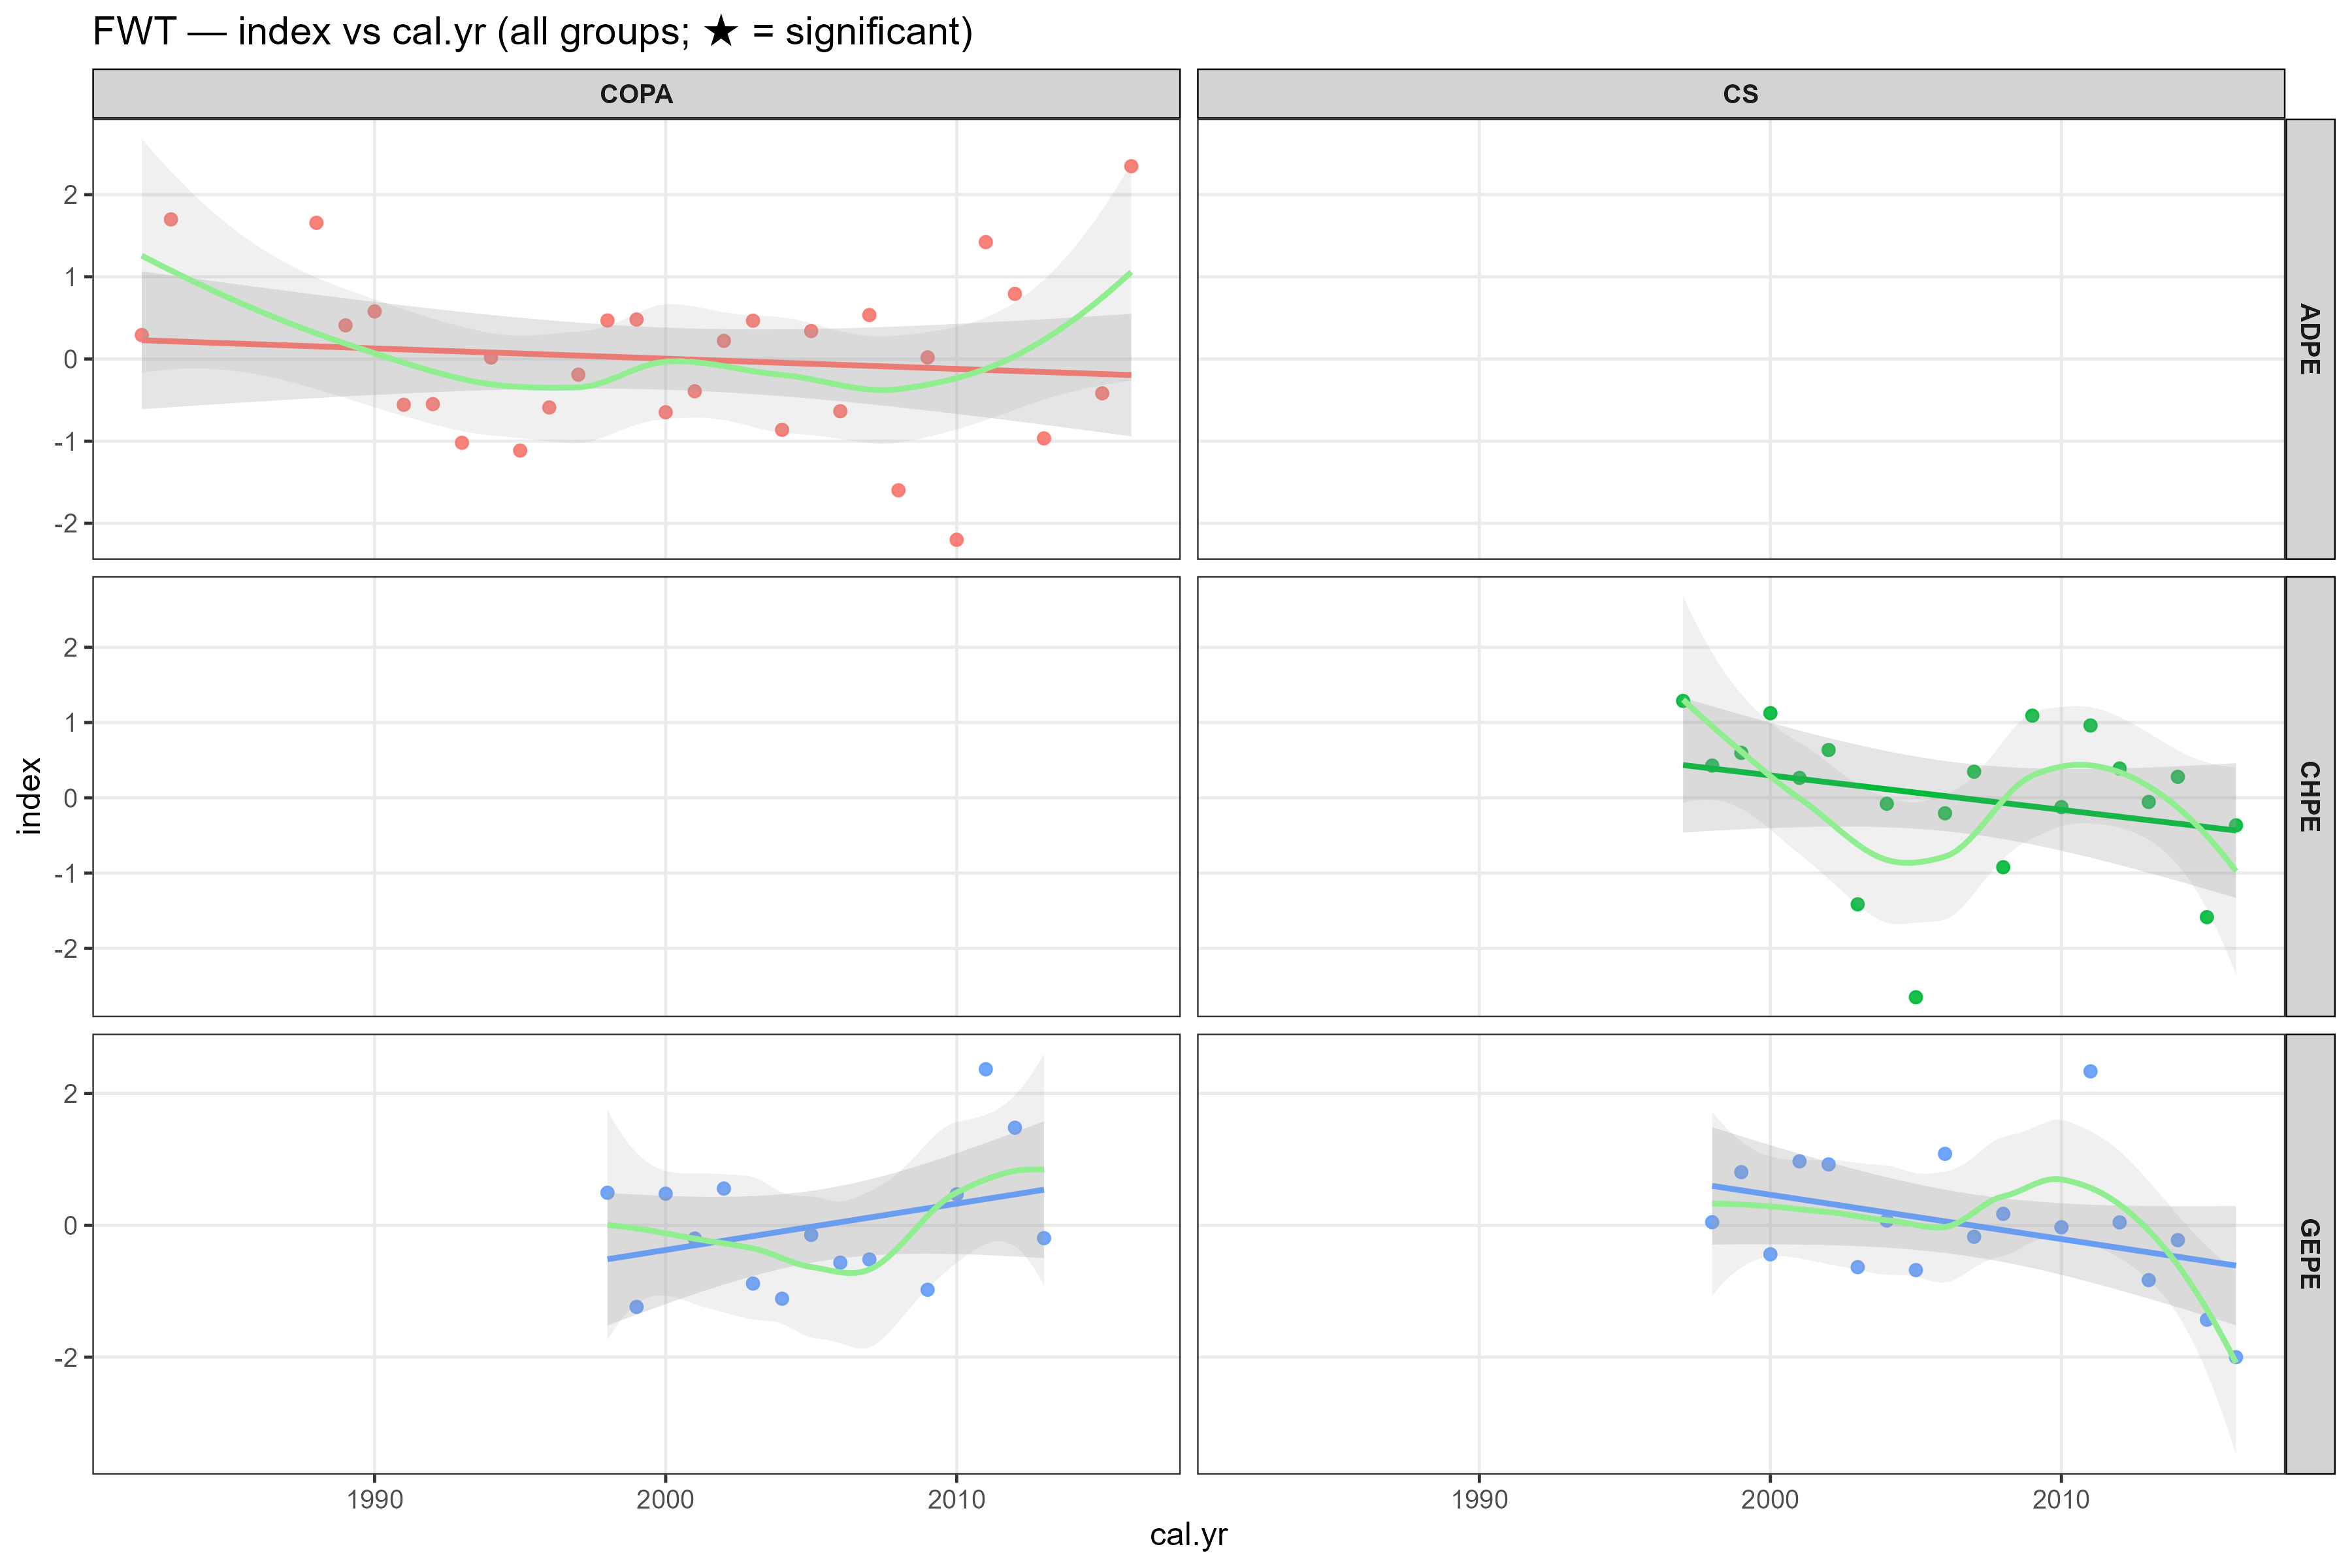 FWT — index vs cal.yr (all groups; ★ = significant)
COPA
CS
2
1
0
-1
-2
ADPE
2
1
0
-1
-2
CHPE
index
2
0
-2
GEPE
1990
2000
2010
1990
2000
2010
cal.yr